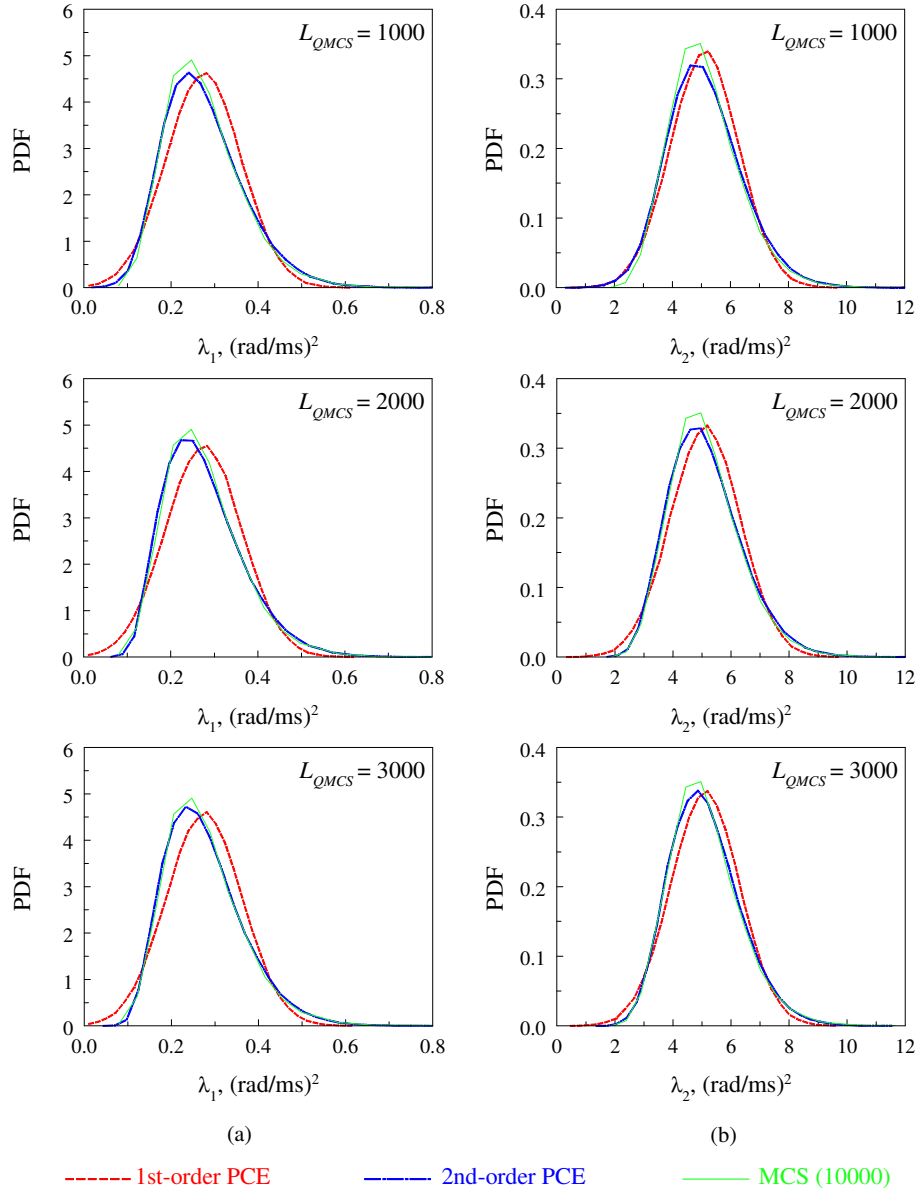 6
5
4
3
2
1
0
PDF
L_QMCS = 1000
0.0 0.2 0.4 0.6 0.8
λ₁, (rad/ms)²
0.4
0.3
0.2
0.1
0.0
PDF
L_QMCS = 1000
0 2 4 6 8 10 12
λ₂, (rad/ms)²
6
5
4
3
2
1
0
PDF
L_QMCS = 2000
0.0 0.2 0.4 0.6 0.8
λ₁, (rad/ms)²
0.4
0.3
0.2
0.1
0.0
PDF
L_QMCS = 2000
0 2 4 6 8 10 12
λ₂, (rad/ms)²
6
5
4
3
2
1
0
PDF
L_QMCS = 3000
0.0 0.2 0.4 0.6 0.8
λ₁, (rad/ms)²
0.4
0.3
0.2
0.1
0.0
PDF
L_QMCS = 3000
0 2 4 6 8 10 12
λ₂, (rad/ms)²
(a)
(b)
1st-order PCE
2nd-order PCE
MCS (10000)